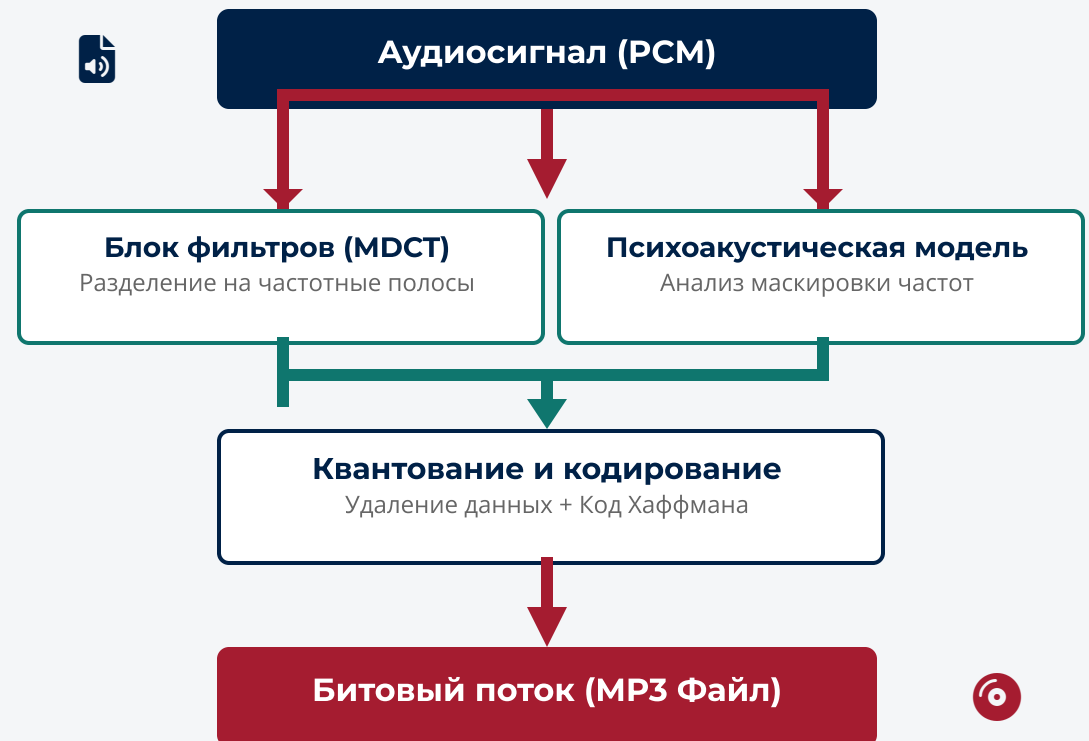 Аудиосигнал (PCM)
Блок фильтров (MDCT)
Разделение на частотные полосы
Психоакустическая модель
Анализ маскировки частот
Квантование и кодирование
Удаление данных + Код Хаффмана
Битовый поток (MP3 Файл)